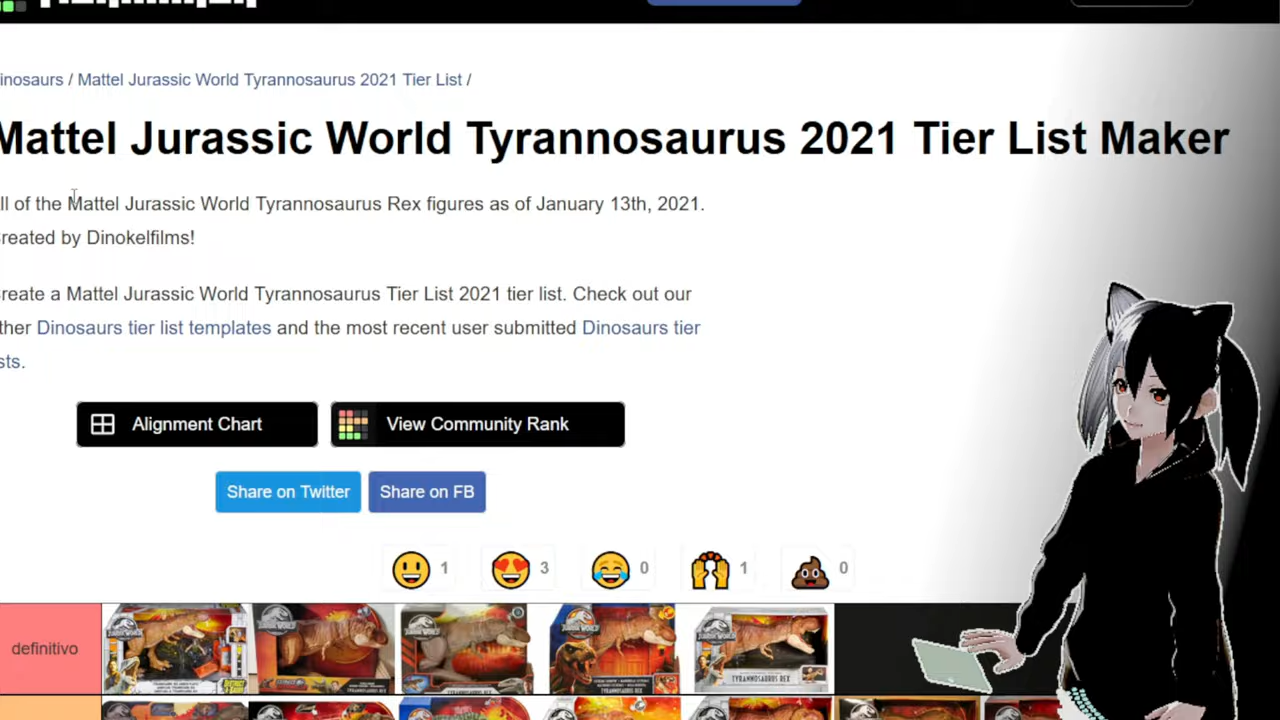 inosaurs / Mattel Jurassic World Tyrannosaurus 2021 Tier List /
Mattel Jurassic World Tyrannosaurus 2021 Tier List Maker
ll of the Mattel Jurassic World Tyrannosaurus Rex figures as of January 13th, 2021.
reated by Dinokelfilms!
reate a Mattel Jurassic World Tyrannosaurus Tier List 2021 tier list. Check out our
ther Dinosaurs tier list templates and the most recent user submitted Dinosaurs tier
sts.
Alignment Chart
View Community Rank
Share on Twitter
Share on FB
1
3
0
1
0
definitivo
TYRANNOSAURUS REX